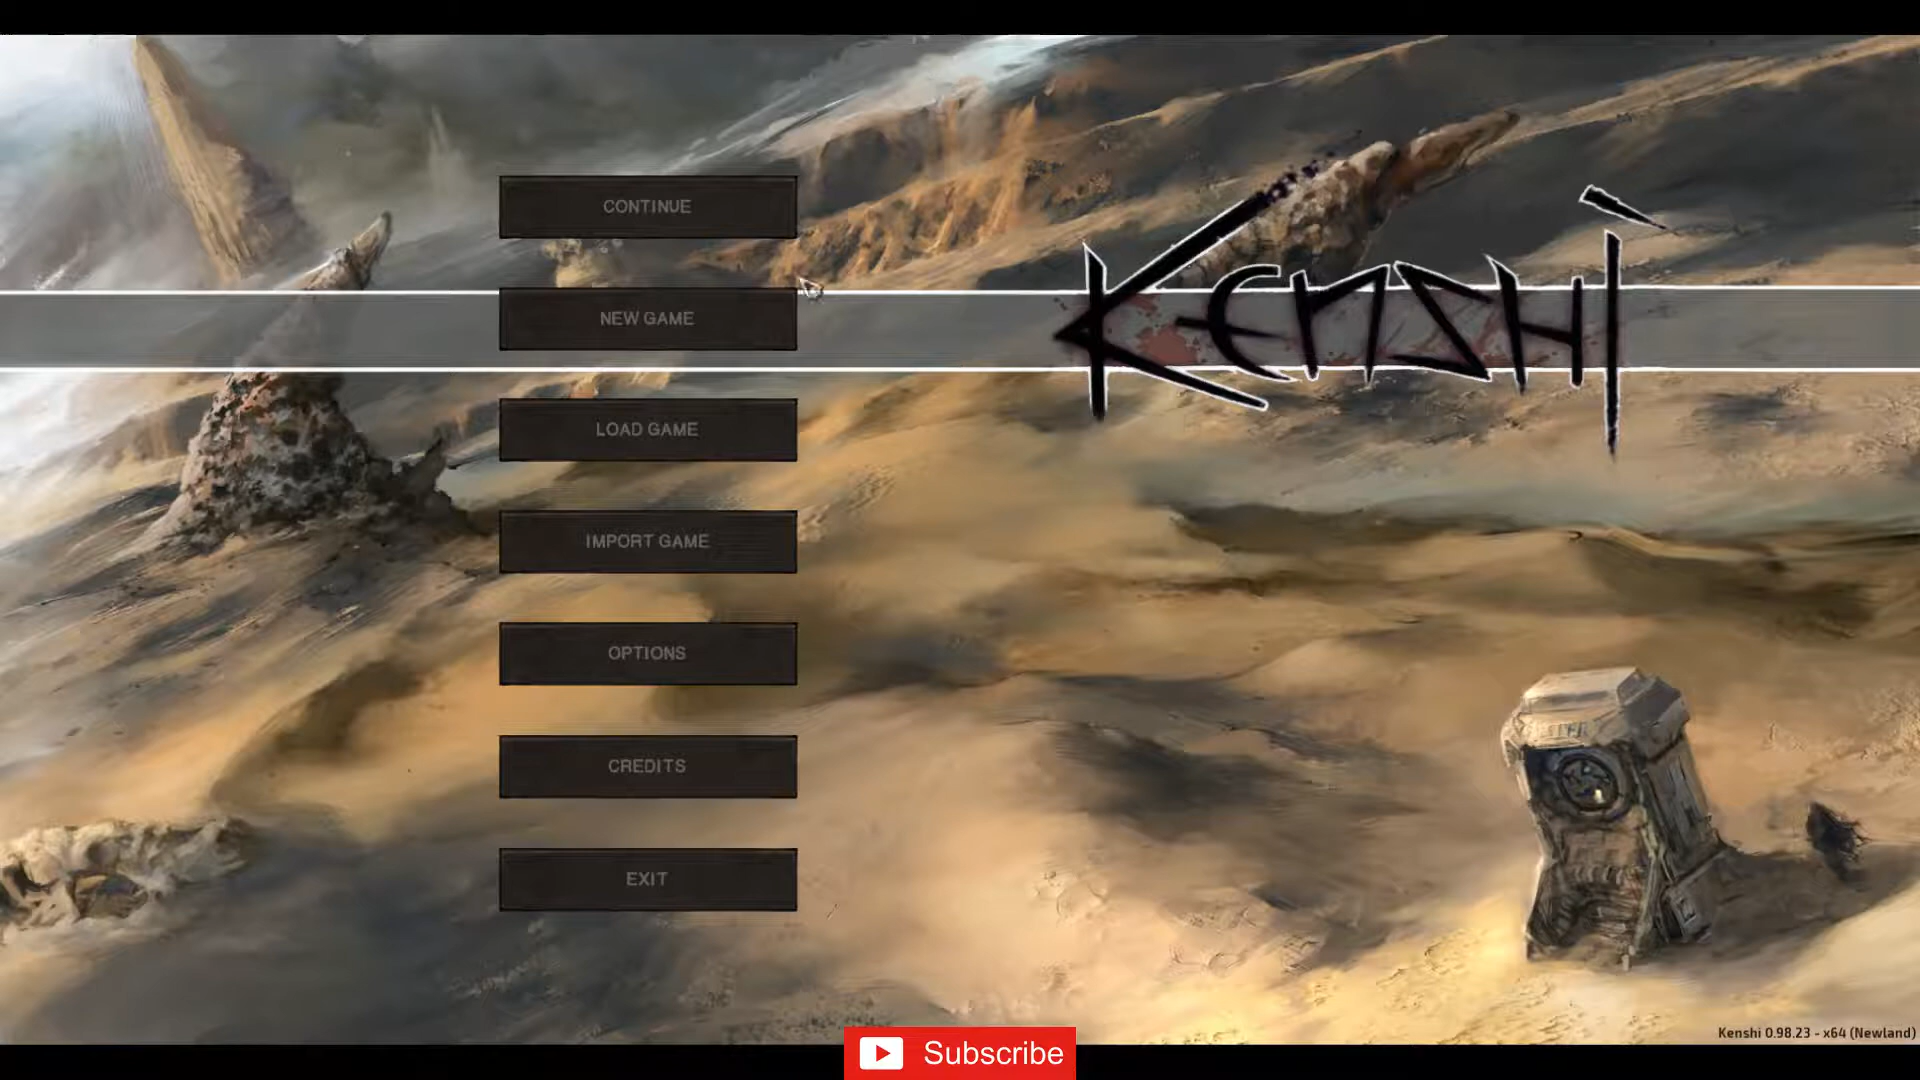 CONTINUE
NEW GAME
KENSHI
LOAD GAME
IMPORT GAME
OPTIONS
CREDITS
EXIT
Kenshi 0.98.23 - x64 (Newland)
Subscribe